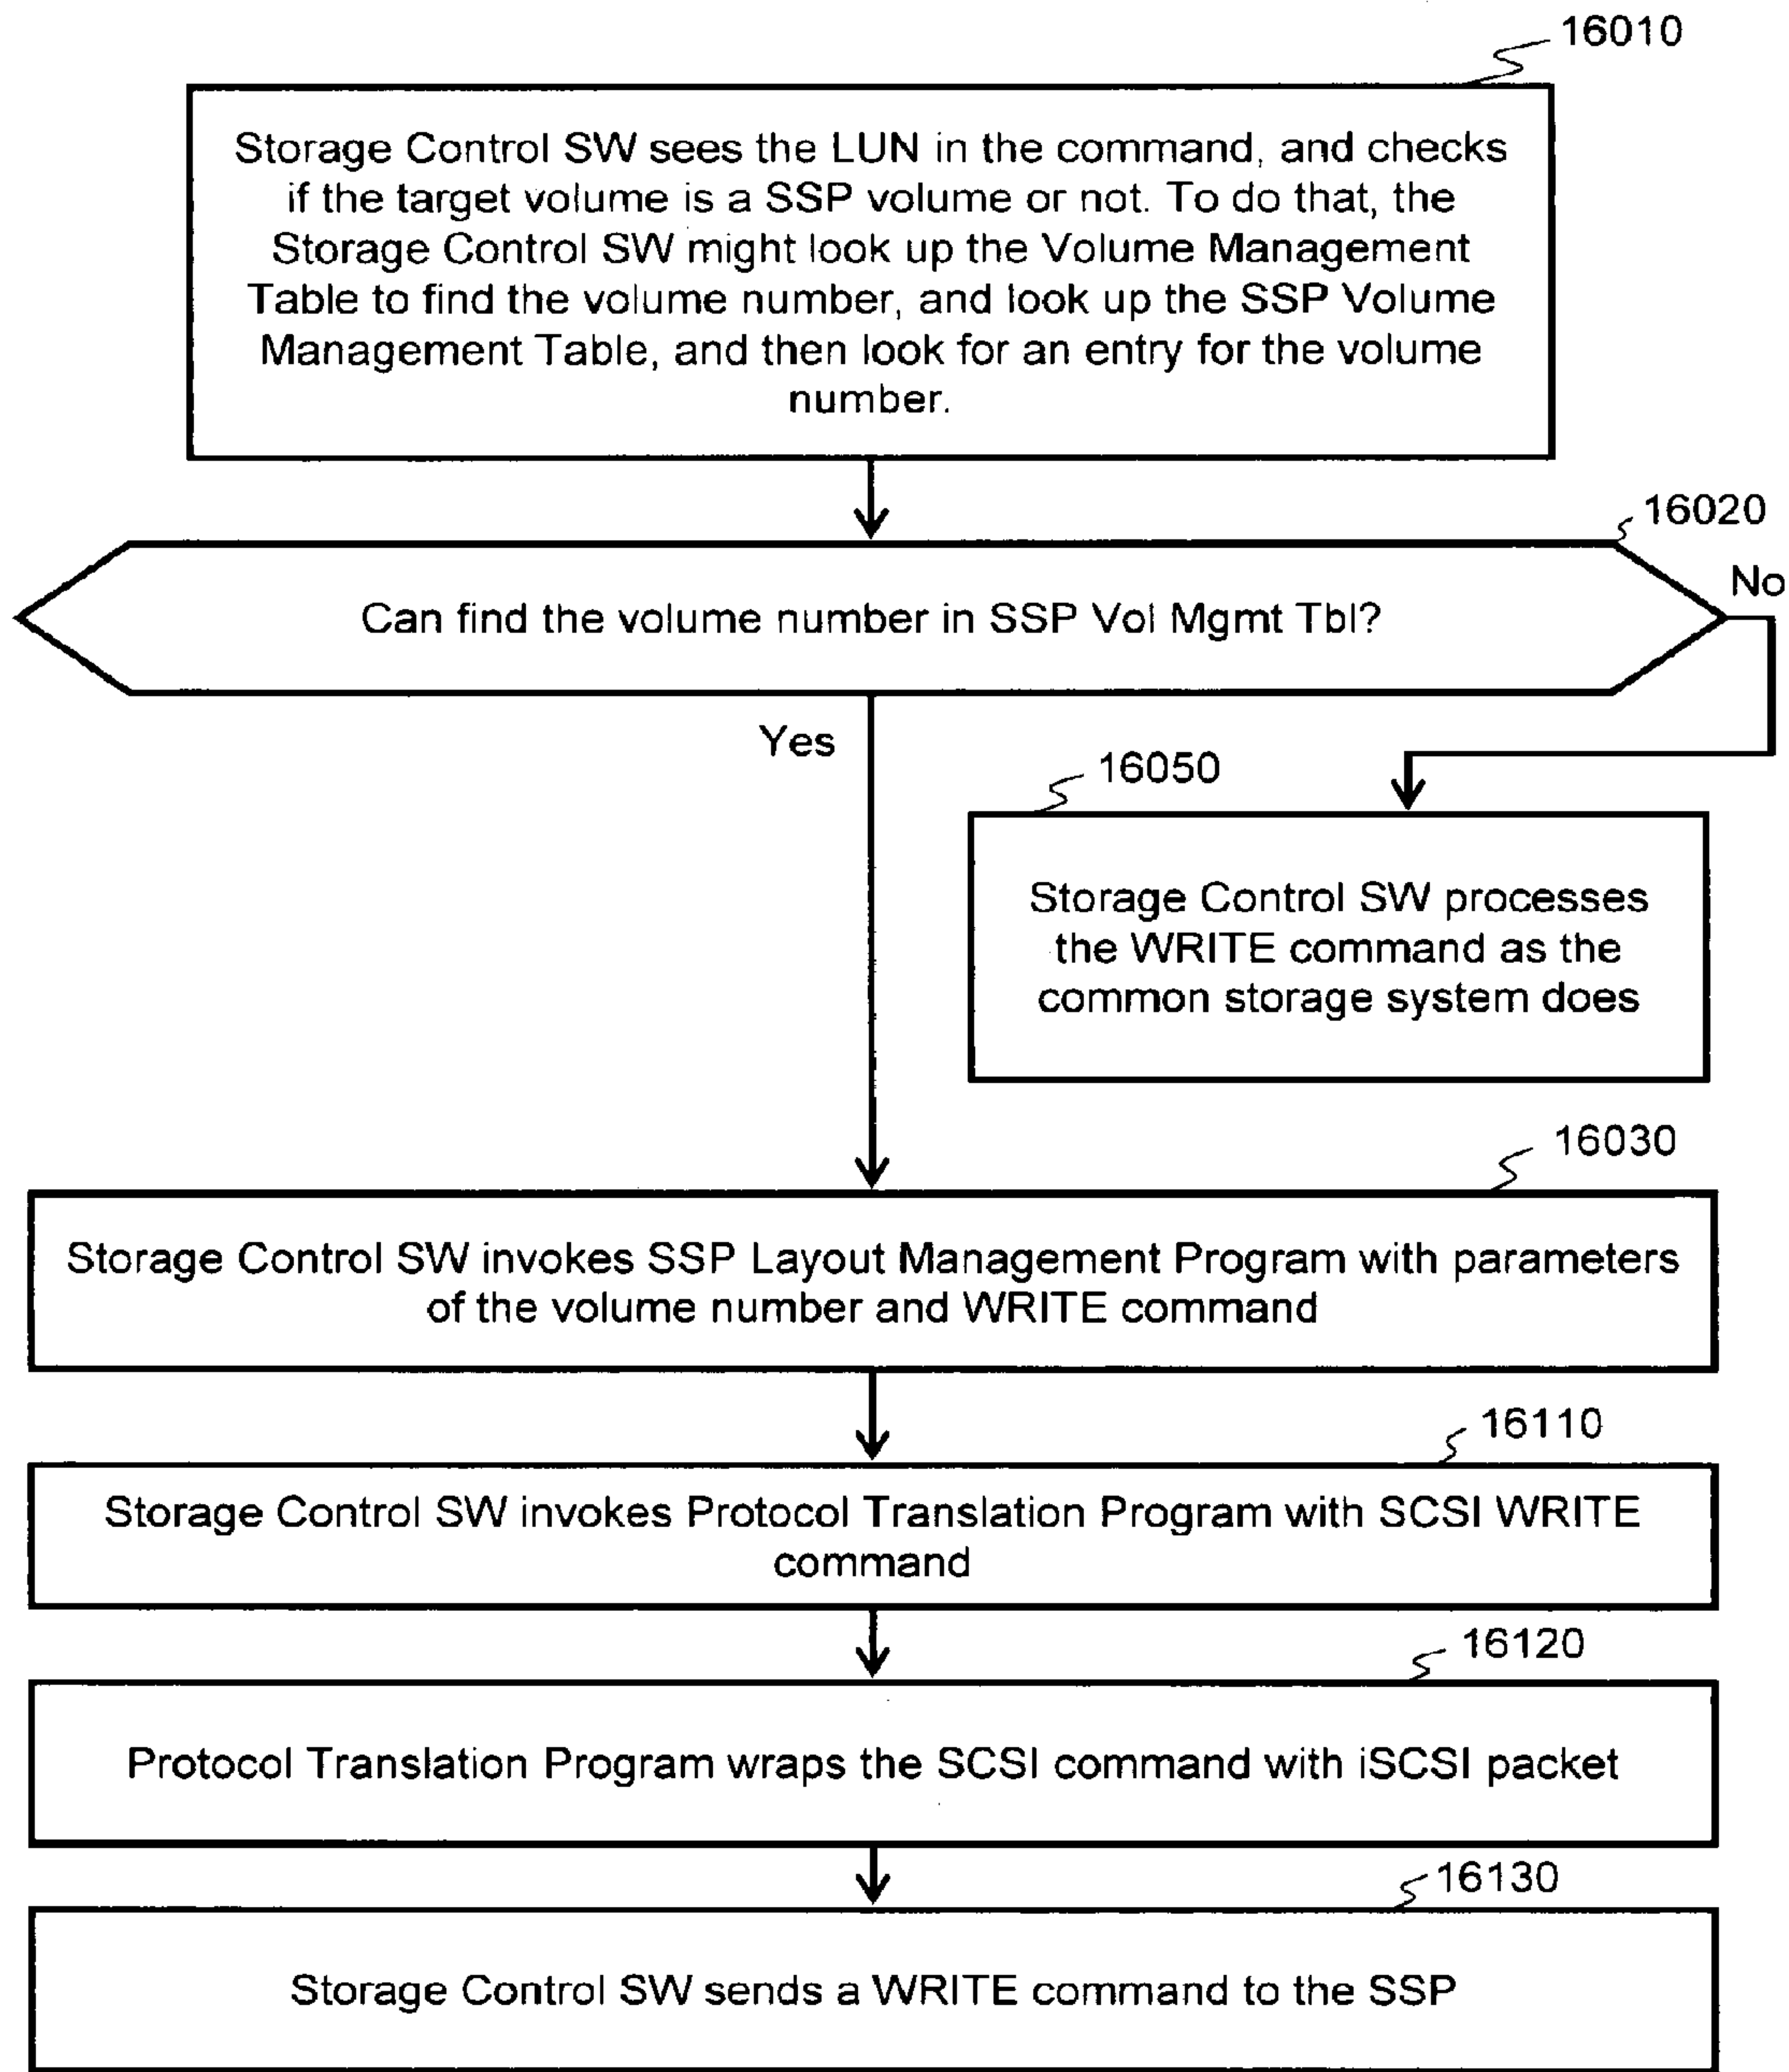 16010
Storage Control SW sees the LUN in the command, and checks
if the target volume is a SSP volume or not. To do that, the
Storage Control SW might look up the Volume Management
Table to find the volume number, and look up the SSP Volume
Management Table, and then look for an entry for the volume
number.
16020
No
Can find the volume number in SSP Vol Mgmt Tbl?
Yes
16050
Storage Control SW processes
the WRITE command as the
common storage system does
16030
Storage Control SW invokes SSP Layout Management Program with parameters
of the volume number and WRITE command
16110
Storage Control SW invokes Protocol Translation Program with SCSI WRITE
command
16120
Protocol Translation Program wraps the SCSI command with iSCSI packet
16130
Storage Control SW sends a WRITE command to the SSP